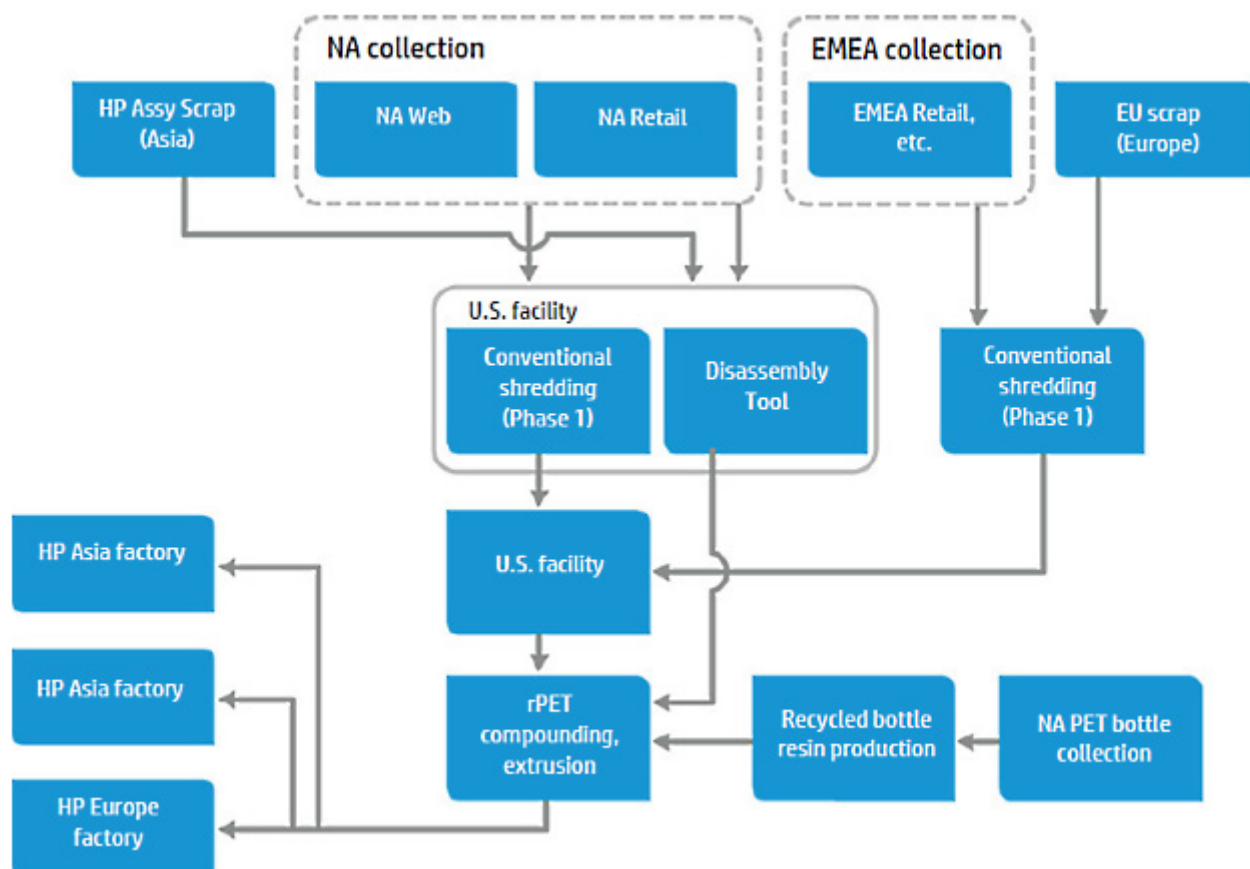 NA collection
EMEA collection
HP Assy Scrap
(Asia)
NA Web
NA Retail
EMEA Retail,
etc.
EU scrap
(Europe)
U.S. facility
Conventional
shredding
(Phase 1)
Disassembly
Tool
Conventional
shredding
(Phase 1)
HP Asia factory
U.S. facility
HP Asia factory
rPET
compounding,
extrusion
Recycled bottle
resin production
NA PET bottle
collection
HP Europe
factory